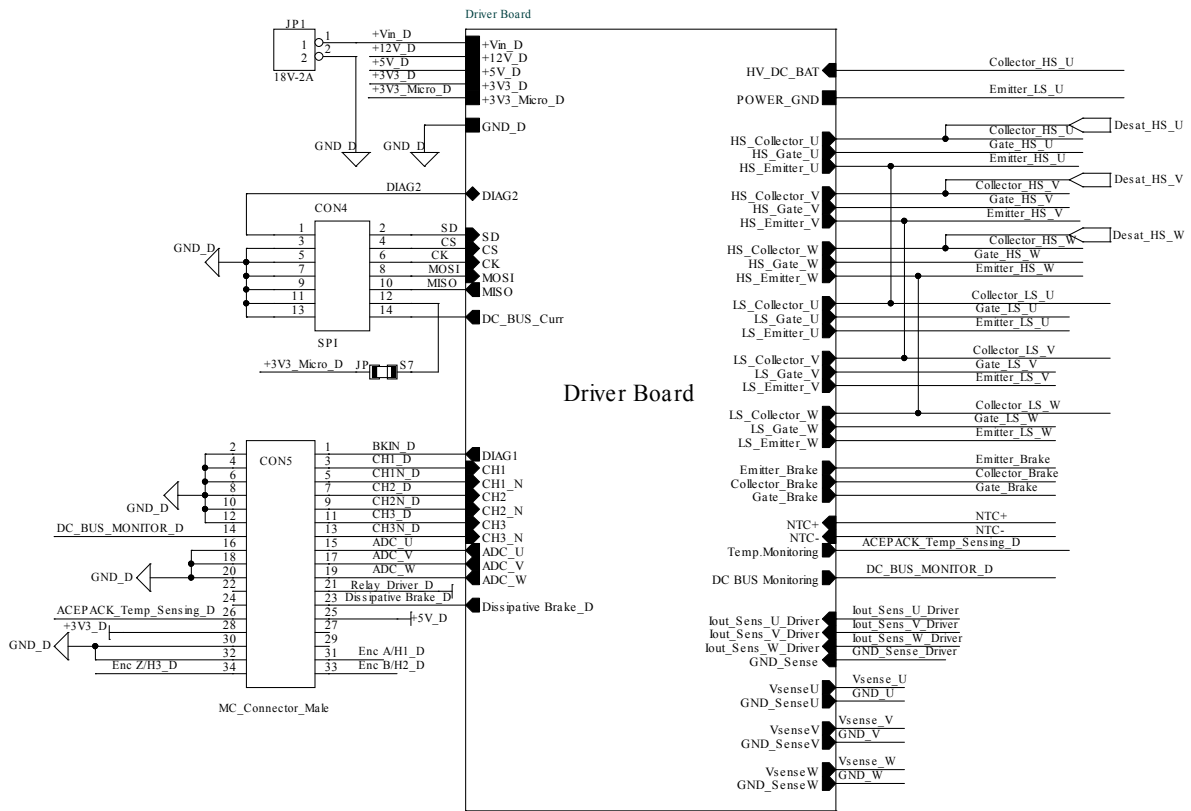 Driver Board
JP1
1
2
1
2
18V-2A
+Vin_D
+12V_D
+5V_D
+3V3_D
+3V3_Micro_D
+Vin_D
+12V_D
+5V_D
+3V3_D
+3V3_Micro_D
GND_D
GND_D
GND_D
DIAG2
DIAG2
CON4
1
3
5
7
9
11
13
2
4
6
8
10
12
14
SD
CS
CK
MOSI
MISO
SD
CS
CK
MOSI
MISO
DC_BUS_Curr
GND_D
SPI
+3V3_Micro_D
JP
S7
Driver Board
CON5
2
4
6
8
10
12
14
16
18
20
22
24
26
28
30
32
34
1
3
5
7
9
11
13
15
17
19
21
23
25
27
29
31
33
GND_D
DC_BUS_MONITOR_D
GND_D
ACEPACK_Temp_Sensing_D
+3V3_D
GND_D
Enc Z/H3_D
BKIN_D
CH1_D
CH1N_D
CH2_D
CH2N_D
CH3_D
CH3N_D
ADC_U
ADC_V
ADC_W
Relay_Driver_D
Dissipative Brake_D
+5V_D
Enc A/H1_D
Enc B/H2_D
MC_Connector_Male
DIAG1
CH1
CH1_N
CH2
CH2_N
CH3
CH3_N
ADC_U
ADC_V
ADC_W
Dissipative Brake_D
HV_DC_BAT
Collector_HS_U
POWER_GND
Emitter_LS_U
HS_Collector_U
Collector_HS_U
Desat_HS_U
HS_Gate_U
Gate_HS_U
HS_Emitter_U
Emitter_HS_U
HS_Collector_V
Collector_HS_V
Desat_HS_V
HS_Gate_V
Gate_HS_V
HS_Emitter_V
Emitter_HS_V
HS_Collector_W
Collector_HS_W
Desat_HS_W
HS_Gate_W
Gate_HS_W
HS_Emitter_W
Emitter_HS_W
LS_Collector_U
Collector_LS_U
LS_Gate_U
Gate_LS_U
LS_Emitter_U
Emitter_LS_U
LS_Collector_V
Collector_LS_V
LS_Gate_V
Gate_LS_V
LS_Emitter_V
Emitter_LS_V
LS_Collector_W
Collector_LS_W
LS_Gate_W
Gate_LS_W
LS_Emitter_W
Emitter_LS_W
Emitter_Brake
Emitter_Brake
Collector_Brake
Collector_Brake
Gate_Brake
Gate_Brake
NTC+
NTC+
NTC-
NTC-
Temp.Monitoring
ACEPACK_Temp_Sensing_D
DC BUS Monitoring
DC_BUS_MONITOR_D
Iout_Sens_U_Driver
Iout_Sens_U_Driver
Iout_Sens_V_Driver
Iout_Sens_V_Driver
Iout_Sens_W_Driver
Iout_Sens_W_Driver
GND_Sense
GND_Sense_Driver
VsenseU
Vsense_U
GND_SenseU
GND_U
VsenseV
Vsense_V
GND_SenseV
GND_V
VsenseW
Vsense_W
GND_SenseW
GND_W